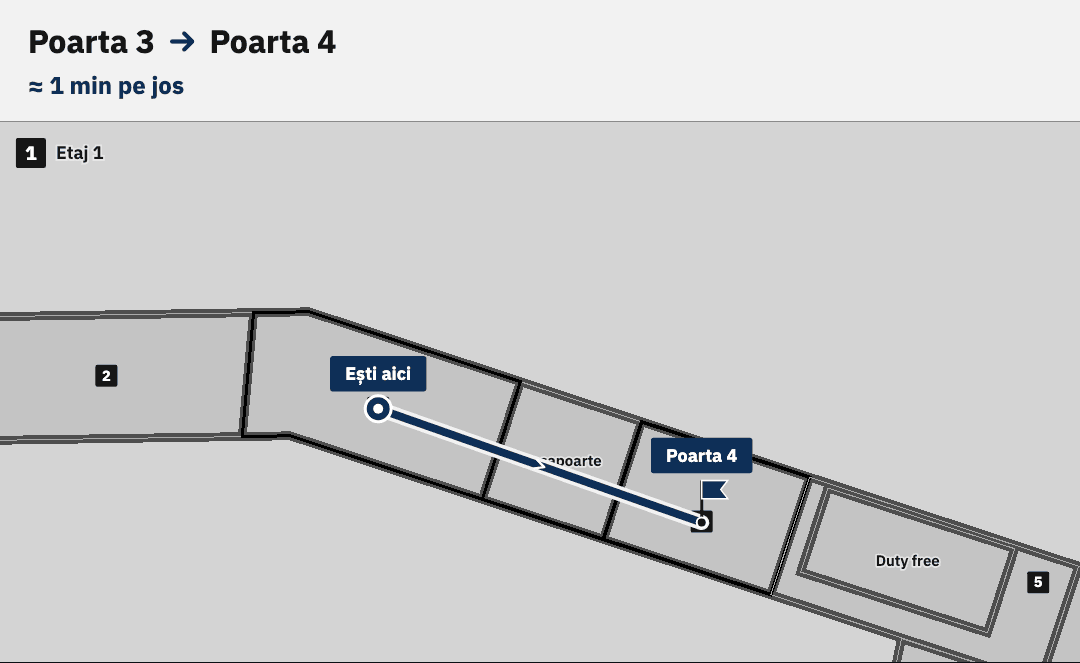 Poarta 3 → Poarta 4
≈ 1 min pe jos
1 Etaj 1
2
Ești aici
Poarta 4
Duty free
5